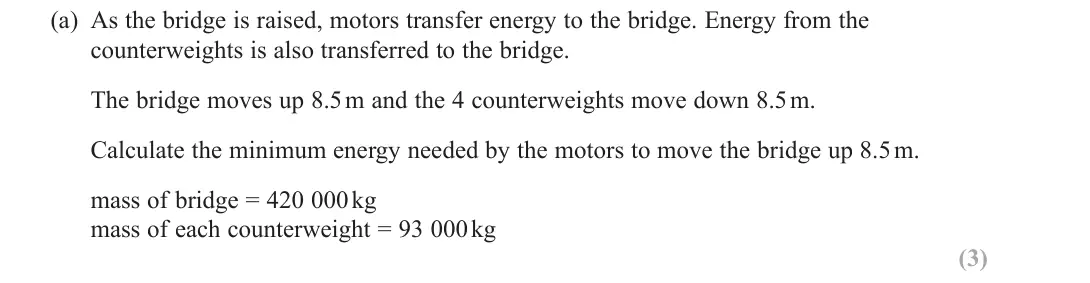 (a) As the bridge is raised, motors transfer energy to the bridge. Energy from the
counterweights is also transferred to the bridge.
The bridge moves up 8.5 m and the 4 counterweights move down 8.5 m.
Calculate the minimum energy needed by the motors to move the bridge up 8.5 m.
mass of bridge = 420 000 kg
mass of each counterweight = 93 000 kg
(3)